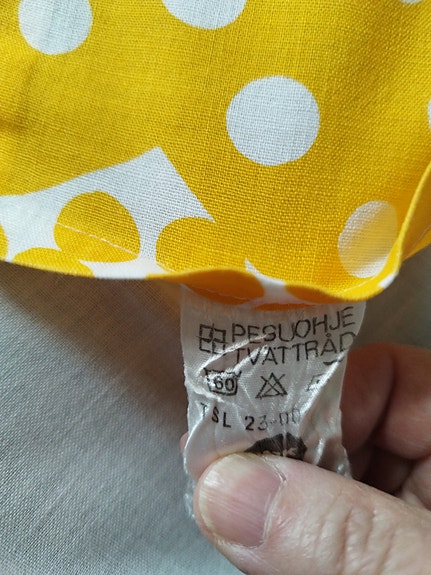 PESUOHJE
TVÄTTRÅD
60
TSL 23-00